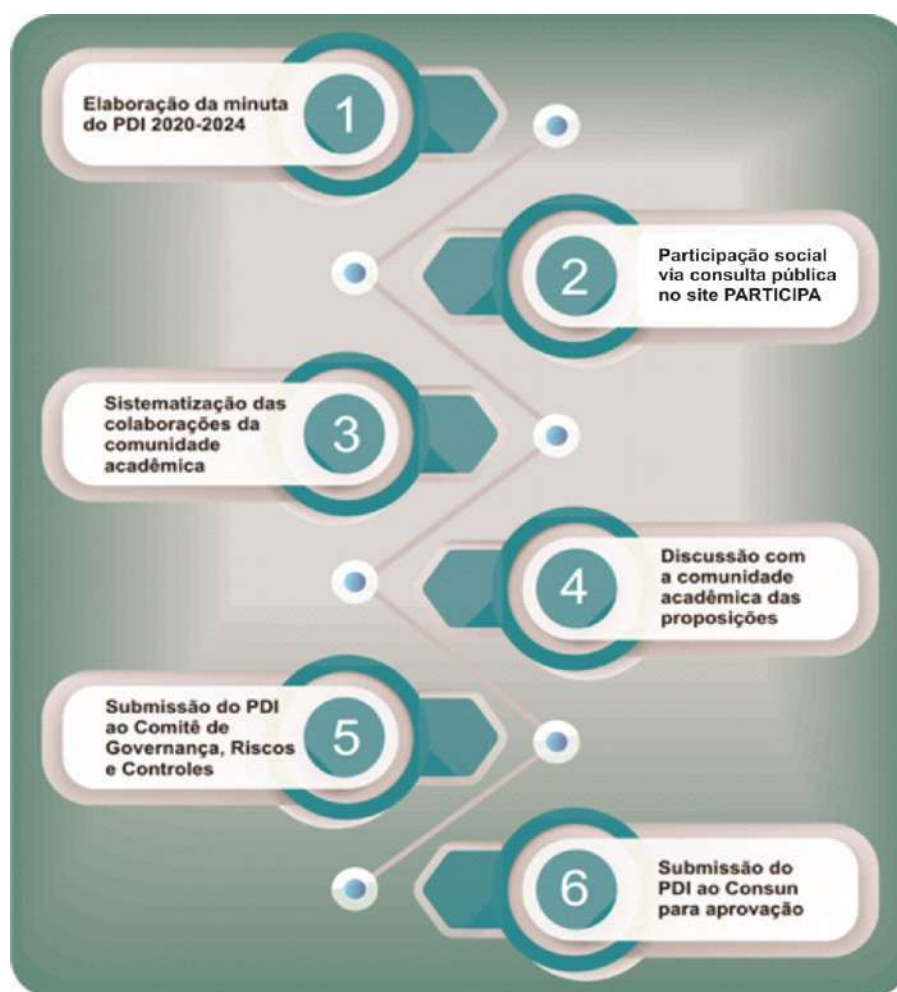 1
Elaboração da minuta
do PDI 2020-2024
2
Participação social
via consulta pública
no site PARTICIPA
3
Sistematização das
colaborações da
comunidade
acadêmica
4
Discussão com
a comunidade
acadêmica das
proposições
5
Submissão do PDI
ao Comitê de
Governança, Riscos
e Controles
6
Submissão do
PDI ao Consun
para aprovação